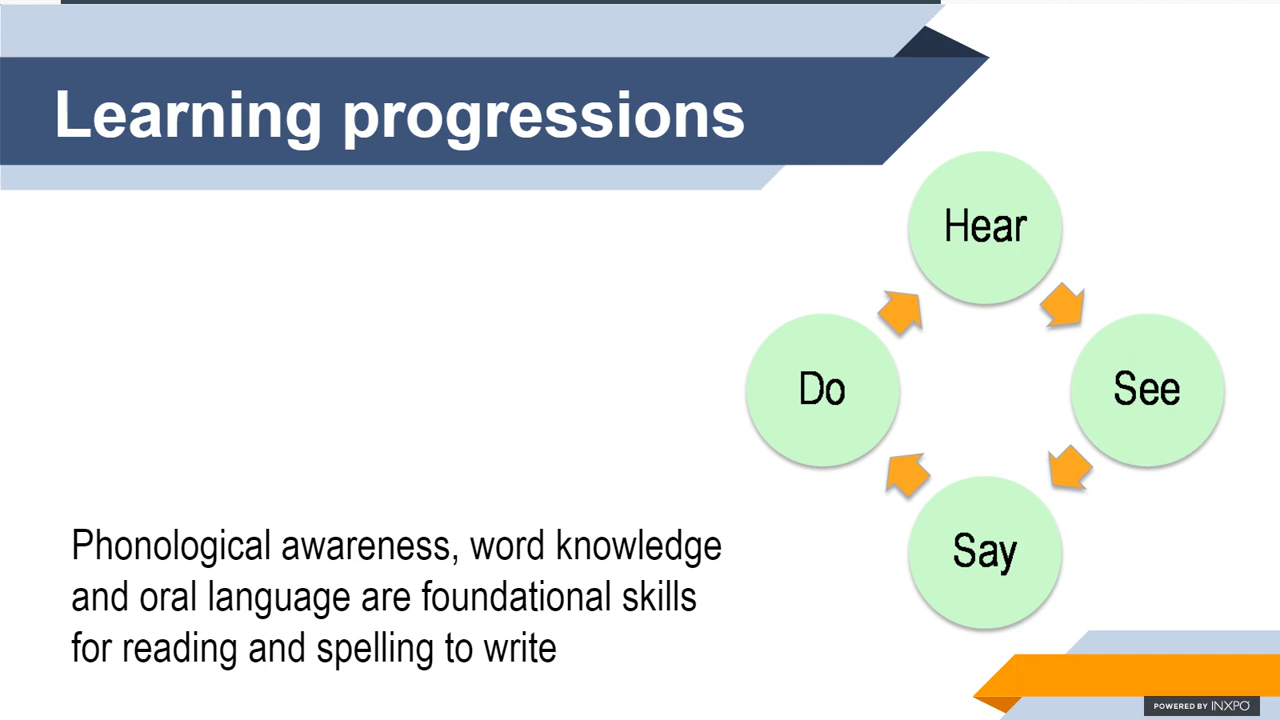 Learning progressions
Hear
Do
See
Say
Phonological awareness, word knowledge
and oral language are foundational skills
for reading and spelling to write
POWERED BY INXPO